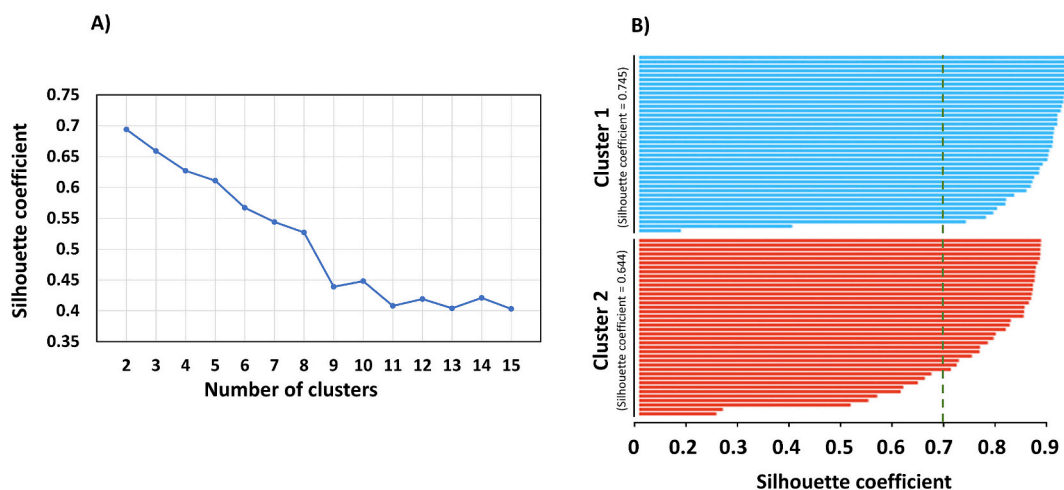 A)
Silhouette coefficient
0.75
0.7
0.65
0.6
0.55
0.5
0.45
0.4
0.35
2 3 4 5 6 7 8 9 10 11 12 13 14 15
Number of clusters
B)
Cluster 1
(Silhouette coefficient = 0.745)
Cluster 2
(Silhouette coefficient = 0.644)
0 0.2 0.3 0.4 0.5 0.6 0.7 0.8 0.9
Silhouette coefficient